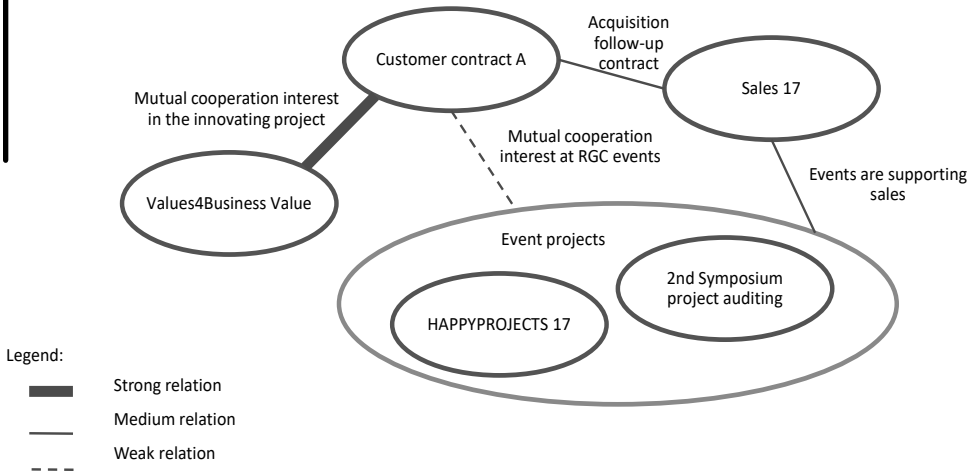 Acquisition
follow-up
contract
Customer contract A
Sales 17
Mutual cooperation interest
in the innovating project
Mutual cooperation
interest at RGC events
Events are supporting
sales
Values4Business Value
Event projects
2nd Symposium
project auditing
HAPPYPROJECTS 17
Legend:
Strong relation
Medium relation
Weak relation